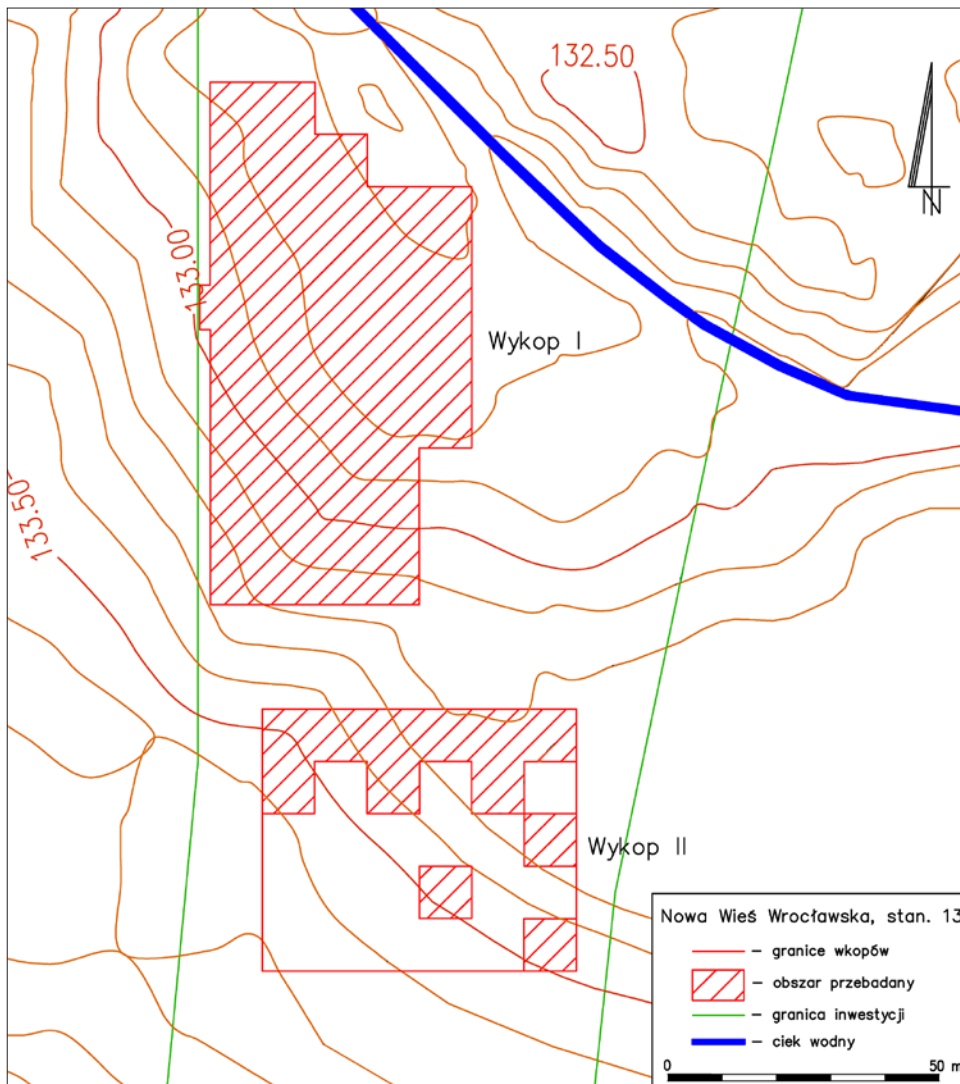 132.50
N
133.00
Wykop I
133.50
Wykop II
Nowa Wieś Wrocławska, stan. 13
– granice wkopów
– obszar przebadany
– granica inwestycji
– ciek wodny
0 50 m